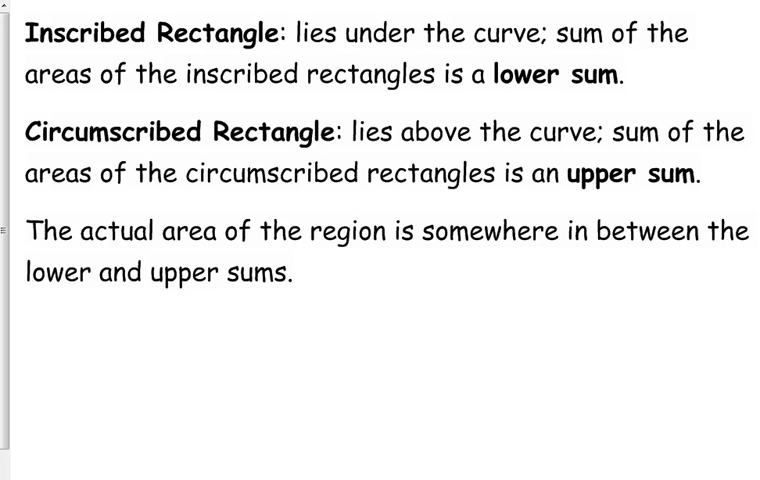 Inscribed Rectangle: lies under the curve; sum of the
areas of the inscribed rectangles is a lower sum.
Circumscribed Rectangle: lies above the curve; sum of the
areas of the circumscribed rectangles is an upper sum.
The actual area of the region is somewhere in between the
lower and upper sums.